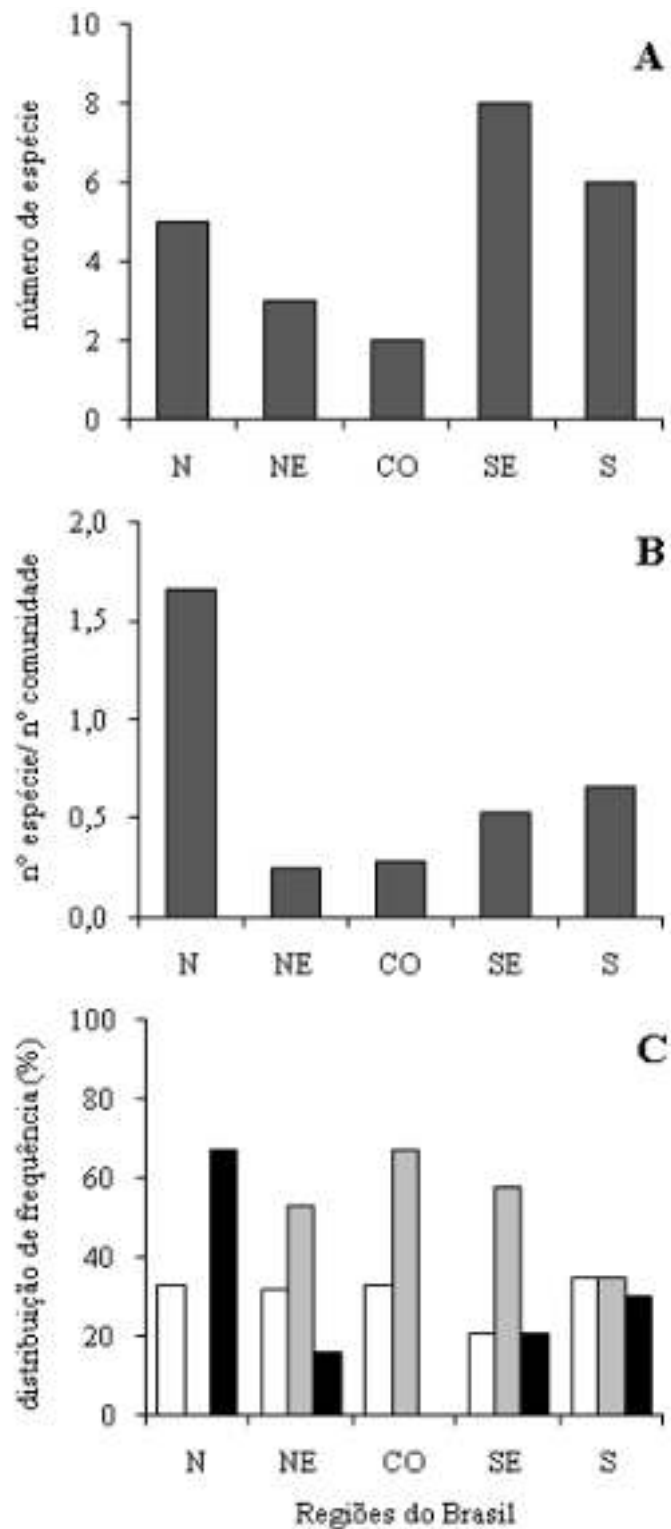 A
número de espécie
10
8
6
4
2
0
N NE CO SE S
B
nº espécie/ nº comunidade
2,0
1,5
1,0
0,5
0,0
N NE CO SE S
C
distribuição de frequência (%)
100
80
60
40
20
0
N NE CO SE S
Regiões do Brasil